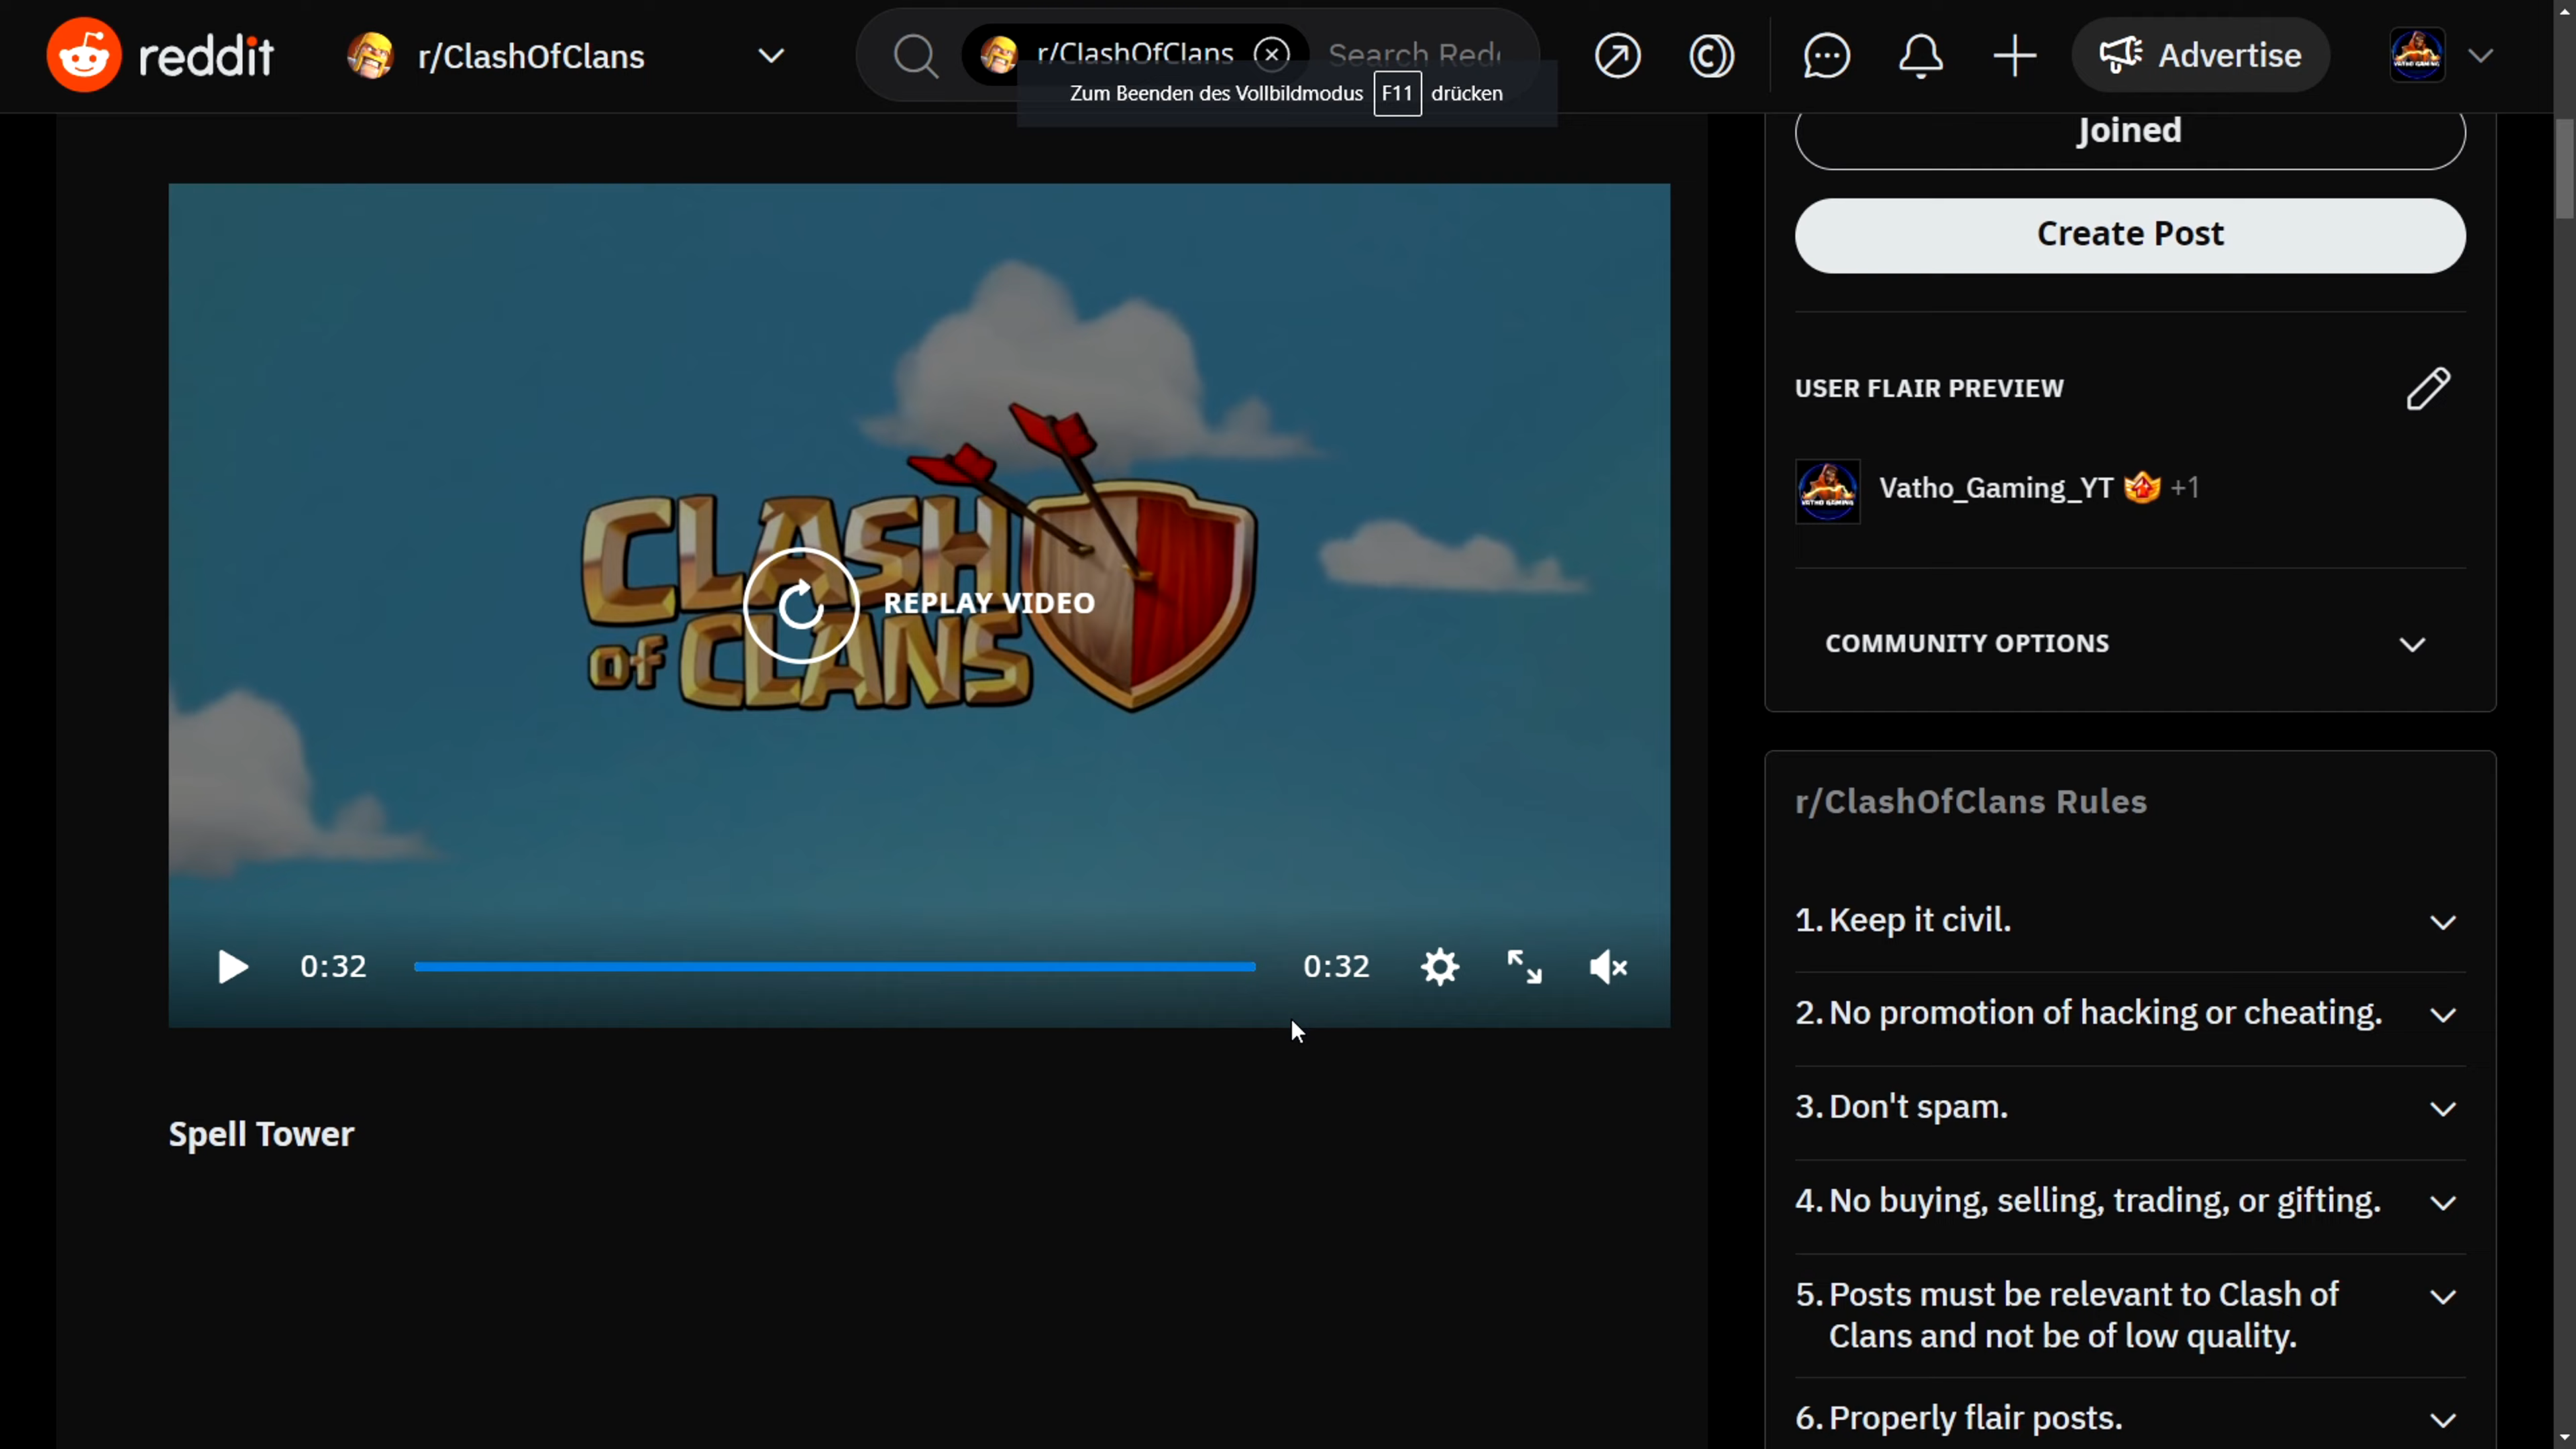 reddit
r/ClashOfClans
r/ClashOfClans
Search Red
Advertise
Zum Beenden des Vollbildmodus F11 drücken
Joined
Create Post
USER FLAIR PREVIEW
Vatho_Gaming_YT +1
COMMUNITY OPTIONS
CLASH
OF CLANS
REPLAY VIDEO
0:32
0:32
Spell Tower
r/ClashOfClans Rules
1. Keep it civil.
2. No promotion of hacking or cheating.
3. Don't spam.
4. No buying, selling, trading, or gifting.
5. Posts must be relevant to Clash of
Clans and not be of low quality.
6. Properly flair posts.